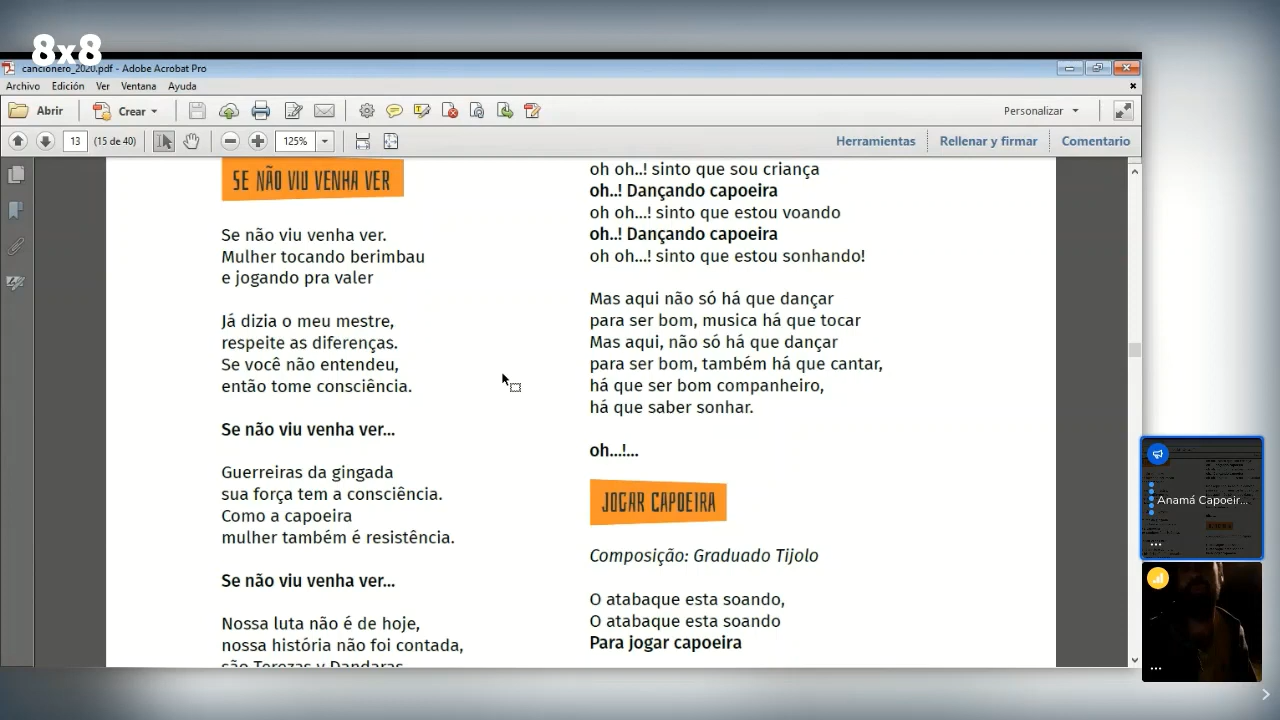 8x8
cancionero_2020.pdf - Adobe Acrobat Pro
Archivo Edición Ver Ventana Ayuda
Abrir Crear Personalizar
13 (15 de 40) 125% Herramientas Rellenar y firmar Comentario
SE NÃO VIU VENHA VER
Se não viu venha ver.
Mulher tocando berimbau
e jogando pra valer
Já dizia o meu mestre,
respeite as diferenças.
Se você não entendeu,
então tome consciência.
Se não viu venha ver...
Guerreiras da gingada
sua força tem a consciência.
Como a capoeira
mulher também é resistência.
Se não viu venha ver...
Nossa luta não é de hoje,
nossa história não foi contada,
são Terezas y Dandaras
oh oh..! sinto que sou criança
oh..! Dançando capoeira
oh oh...! sinto que estou voando
oh..! Dançando capoeira
oh oh...! sinto que estou sonhando!
Mas aqui não só há que dançar
para ser bom, musica há que tocar
Mas aqui, não só há que dançar
para ser bom, também há que cantar,
há que ser bom companheiro,
há que saber sonhar.
oh...!...
JOGAR CAPOEIRA
Composição: Graduado Tijolo
O atabaque esta soando,
O atabaque esta soando
Para jogar capoeira
Anamá Capoeir...